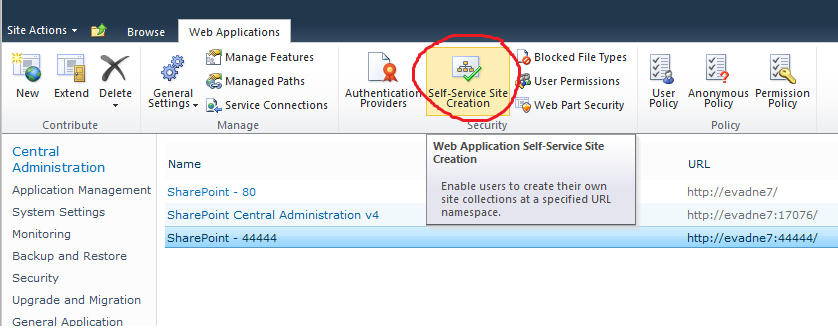 Site Actions
Browse
Web Applications
New
Extend
Delete
General Settings
Manage Features
Managed Paths
Service Connections
Authentication Providers
Self-Service Site Creation
Blocked File Types
User Permissions
Web Part Security
User Policy
Anonymous Policy
Permission Policy
Contribute
Manage
Security
Policy
Web Application Self-Service Site
Creation
Enable users to create their own
site collections at a specified URL
namespace.
Central
Administration
Application Management
System Settings
Monitoring
Backup and Restore
Security
Upgrade and Migration
General Application
Name
URL
SharePoint - 80
http://evadne7/
SharePoint Central Administration v4
http://evadne7:17076/
SharePoint - 44444
http://evadne7:44444/